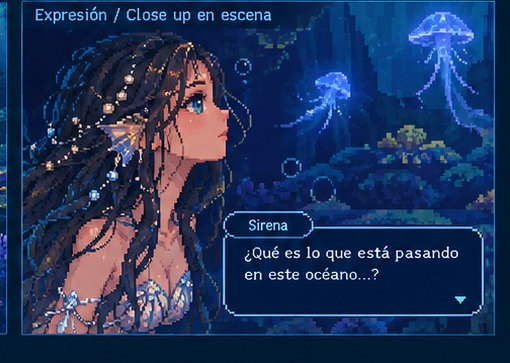 Expresión / Close up en escena
Sirena
¿Qué es lo que está pasando
en este océano...?